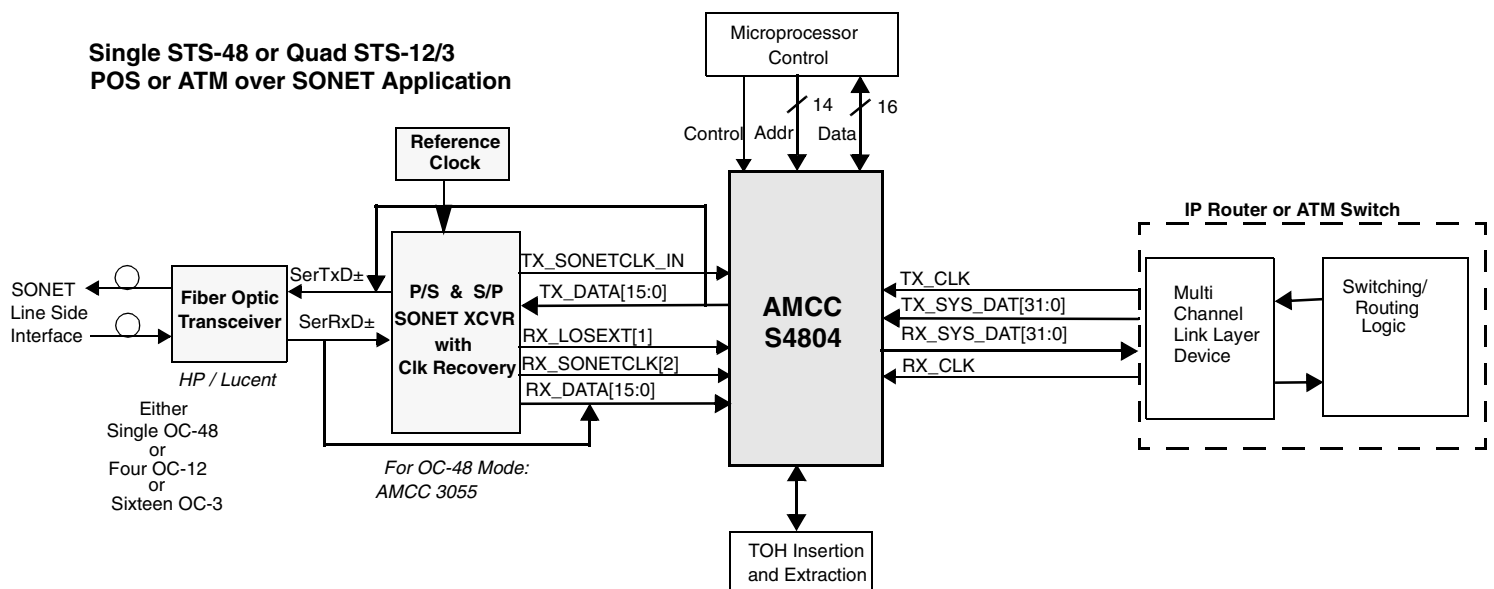 Single STS-48 or Quad STS-12/3
POS or ATM over SONET Application
Microprocessor
Control
14
16
Control
Addr
Data
Reference
Clock
IP Router or ATM Switch
SONET
Line Side
Interface
Fiber Optic
Transceiver
HP / Lucent
Either
Single OC-48
or
Four OC-12
or
Sixteen OC-3
SerTxD±
SerRxD±
P/S & S/P
SONET XCVR
with
Clk Recovery
For OC-48 Mode:
AMCC 3055
TX_SONETCLK_IN
TX_DATA[15:0]
RX_LOSEXT[1]
RX_SONETCLK[2]
RX_DATA[15:0]
AMCC
S4804
TX_CLK
TX_SYS_DAT[31:0]
RX_SYS_DAT[31:0]
RX_CLK
Multi
Channel
Link Layer
Device
Switching/
Routing
Logic
TOH Insertion
and Extraction